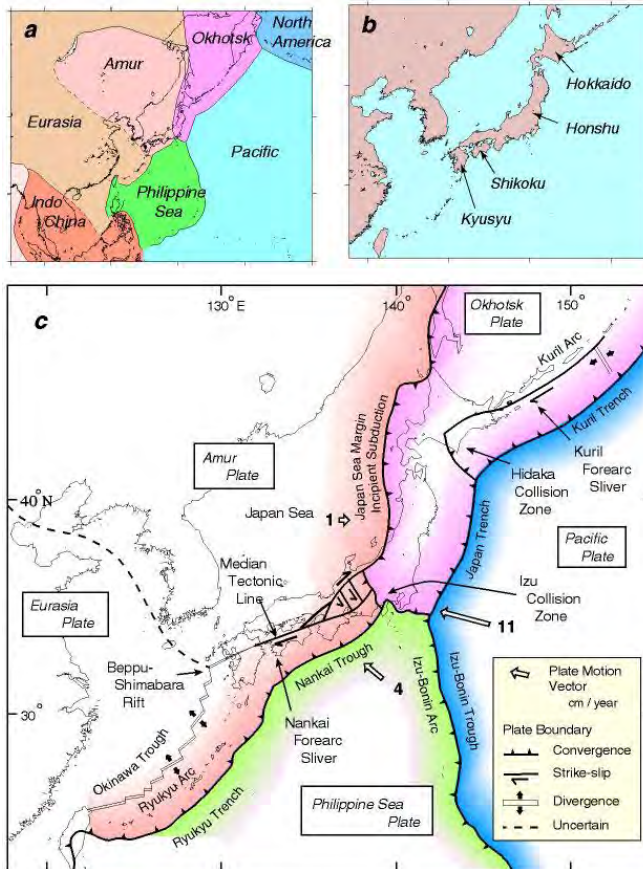 a
North
America
Okhotsk
Amur
Eurasia
Pacific
Philippine
Sea
Indo
China
b
Hokkaido
Honshu
Shikoku
Kyusyu
130°E
140°
150°
c
Okhotsk
Plate
Kuril Arc
Kuril Trench
Kuril
Forearc
Sliver
Hidaka
Collision
Zone
Amur
Plate
Japan Sea Margin
Incipient Subduction
40°N
Japan Sea
1
Japan Trench
Pacific
Plate
Median
Tectonic
Line
Izu
Collision
Zone
Eurasia
Plate
11
Beppu-
Shimabara
Rift
Nankai Trough
4
Izu-Bonin Arc
Izu-Bonin Trough
30°
Nankai
Forearc
Sliver
Okinawa Trough
Ryukyu Arc
Ryukyu Trench
Philippine Sea
Plate
Plate Motion
Vector
cm / year
Plate Boundary
Convergence
Strike-slip
Divergence
Uncertain